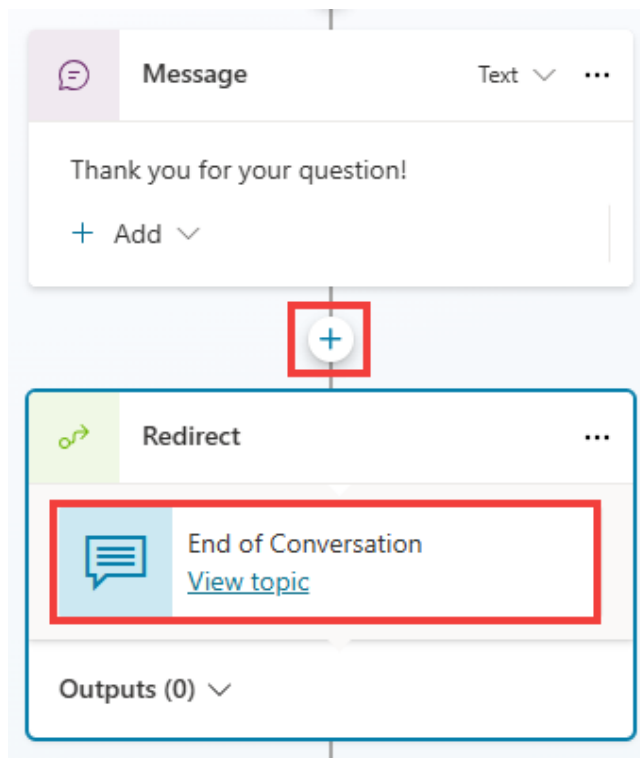 Message Text
Thank you for your question!
+ Add
+
Redirect
End of Conversation
View topic
Outputs (0)